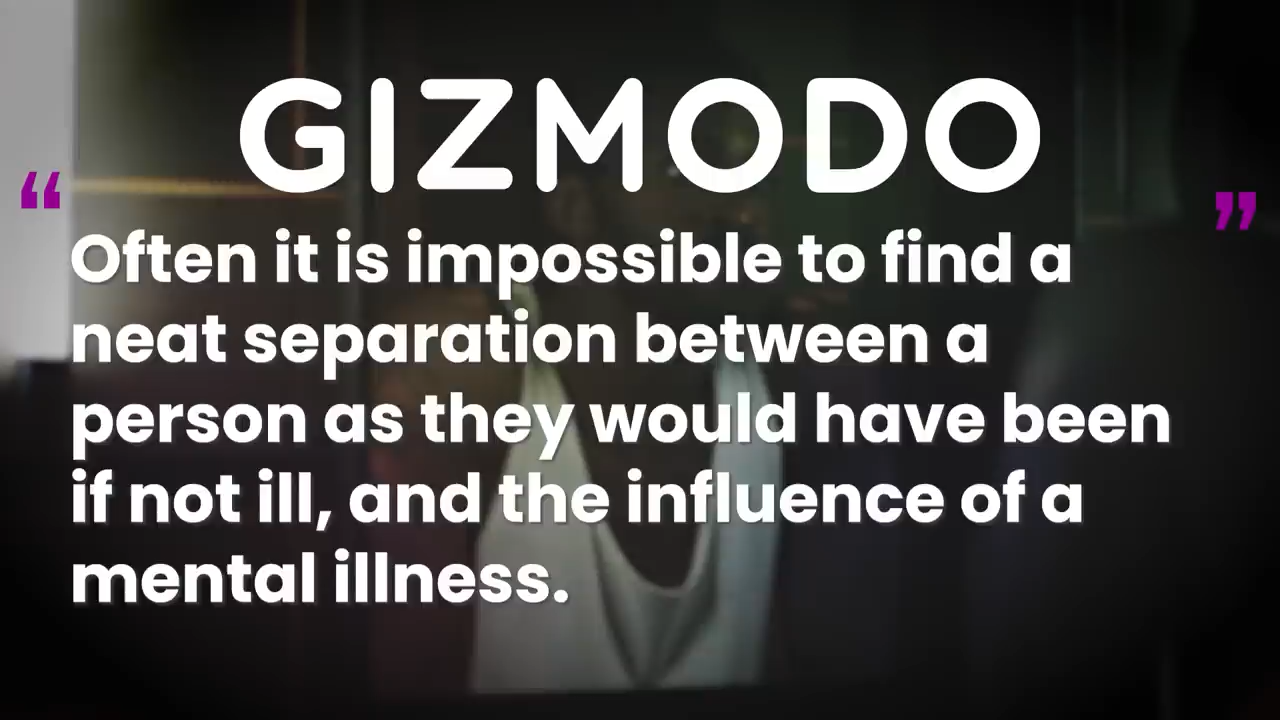 GIZMODO
“ ”
Often it is impossible to find a
neat separation between a
person as they would have been
if not ill, and the influence of a
mental illness.